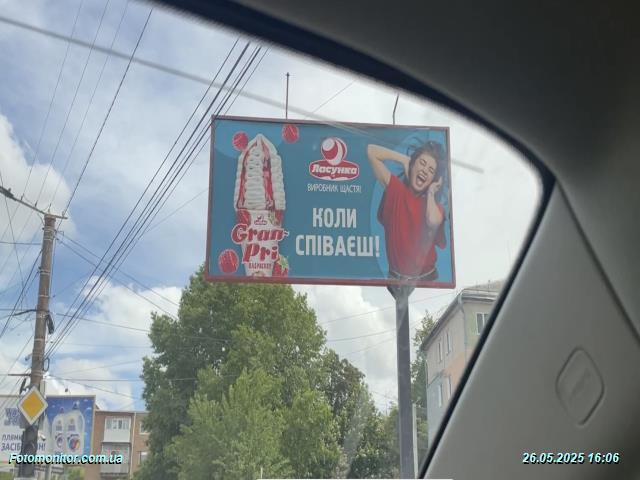 Ласунка
ВИРОБНИК ЩАСТЯ!
КОЛИ
СПІВАЄШ!
Gran
Pri
Fotomonitor.com.ua
26.05.2025 16:06